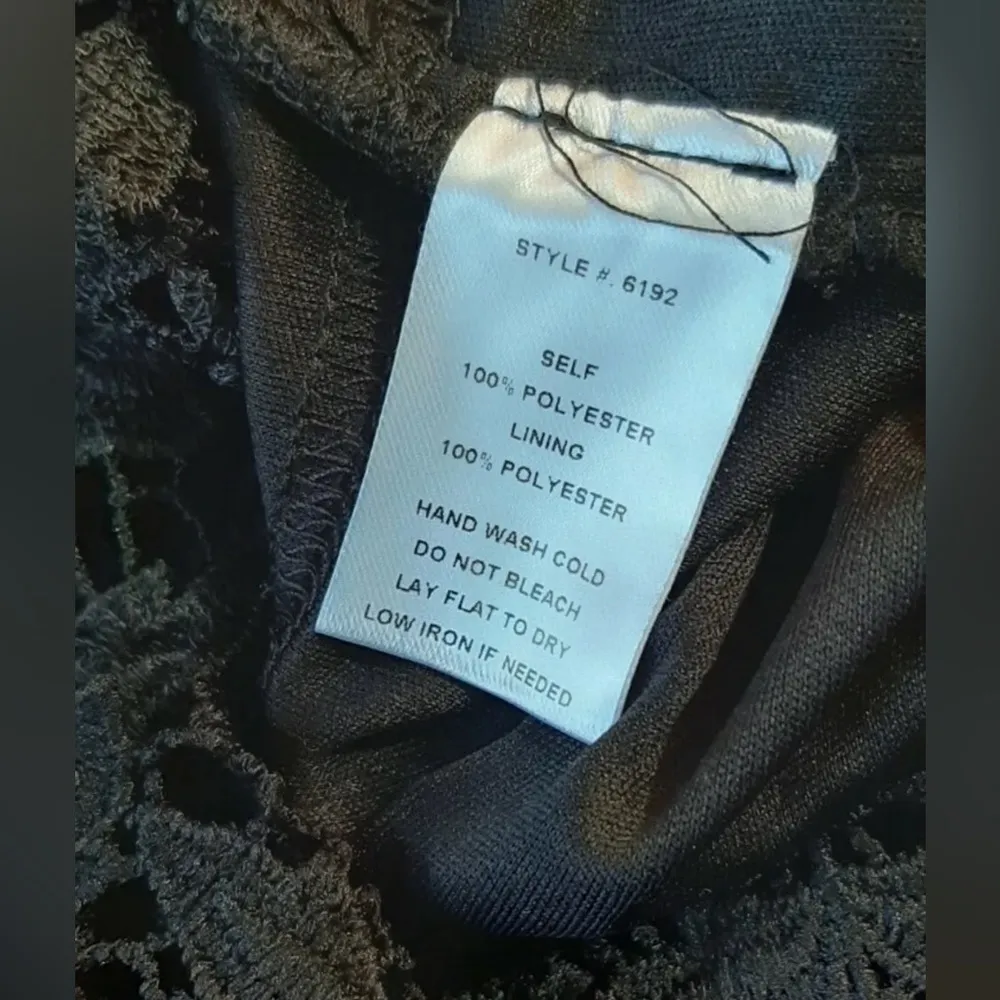 STYLE #. 6192
SELF
100% POLYESTER
LINING
100% POLYESTER
HAND WASH COLD
DO NOT BLEACH
LAY FLAT TO DRY
LOW IRON IF NEEDED